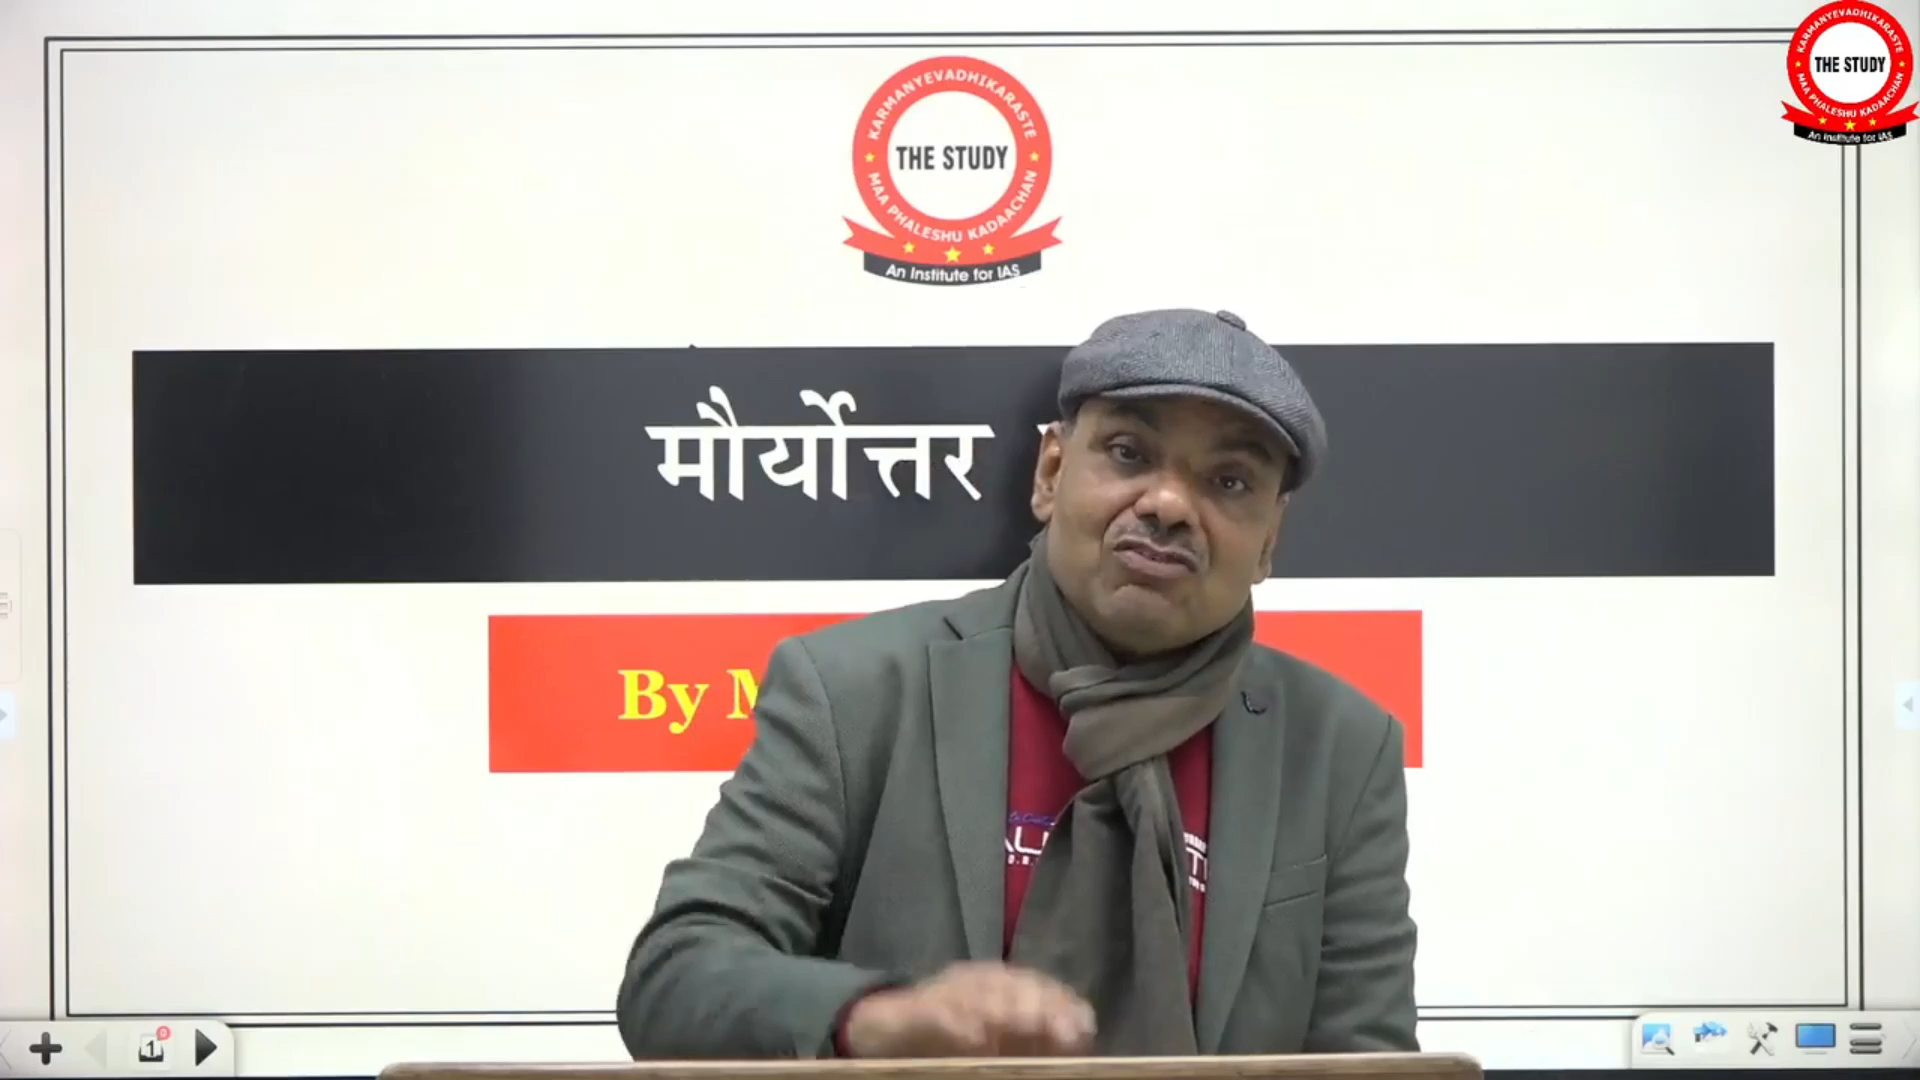 KARMANYEVADHIKARASTE
THE STUDY
MAA PHALESHU KADAACHAN
An Institute for IAS
KARMANYEVADHIKARASTE
THE STUDY
MAA PHALESHU KADAACHAN
An Institute for IAS
मौर्योत्तर
By
1